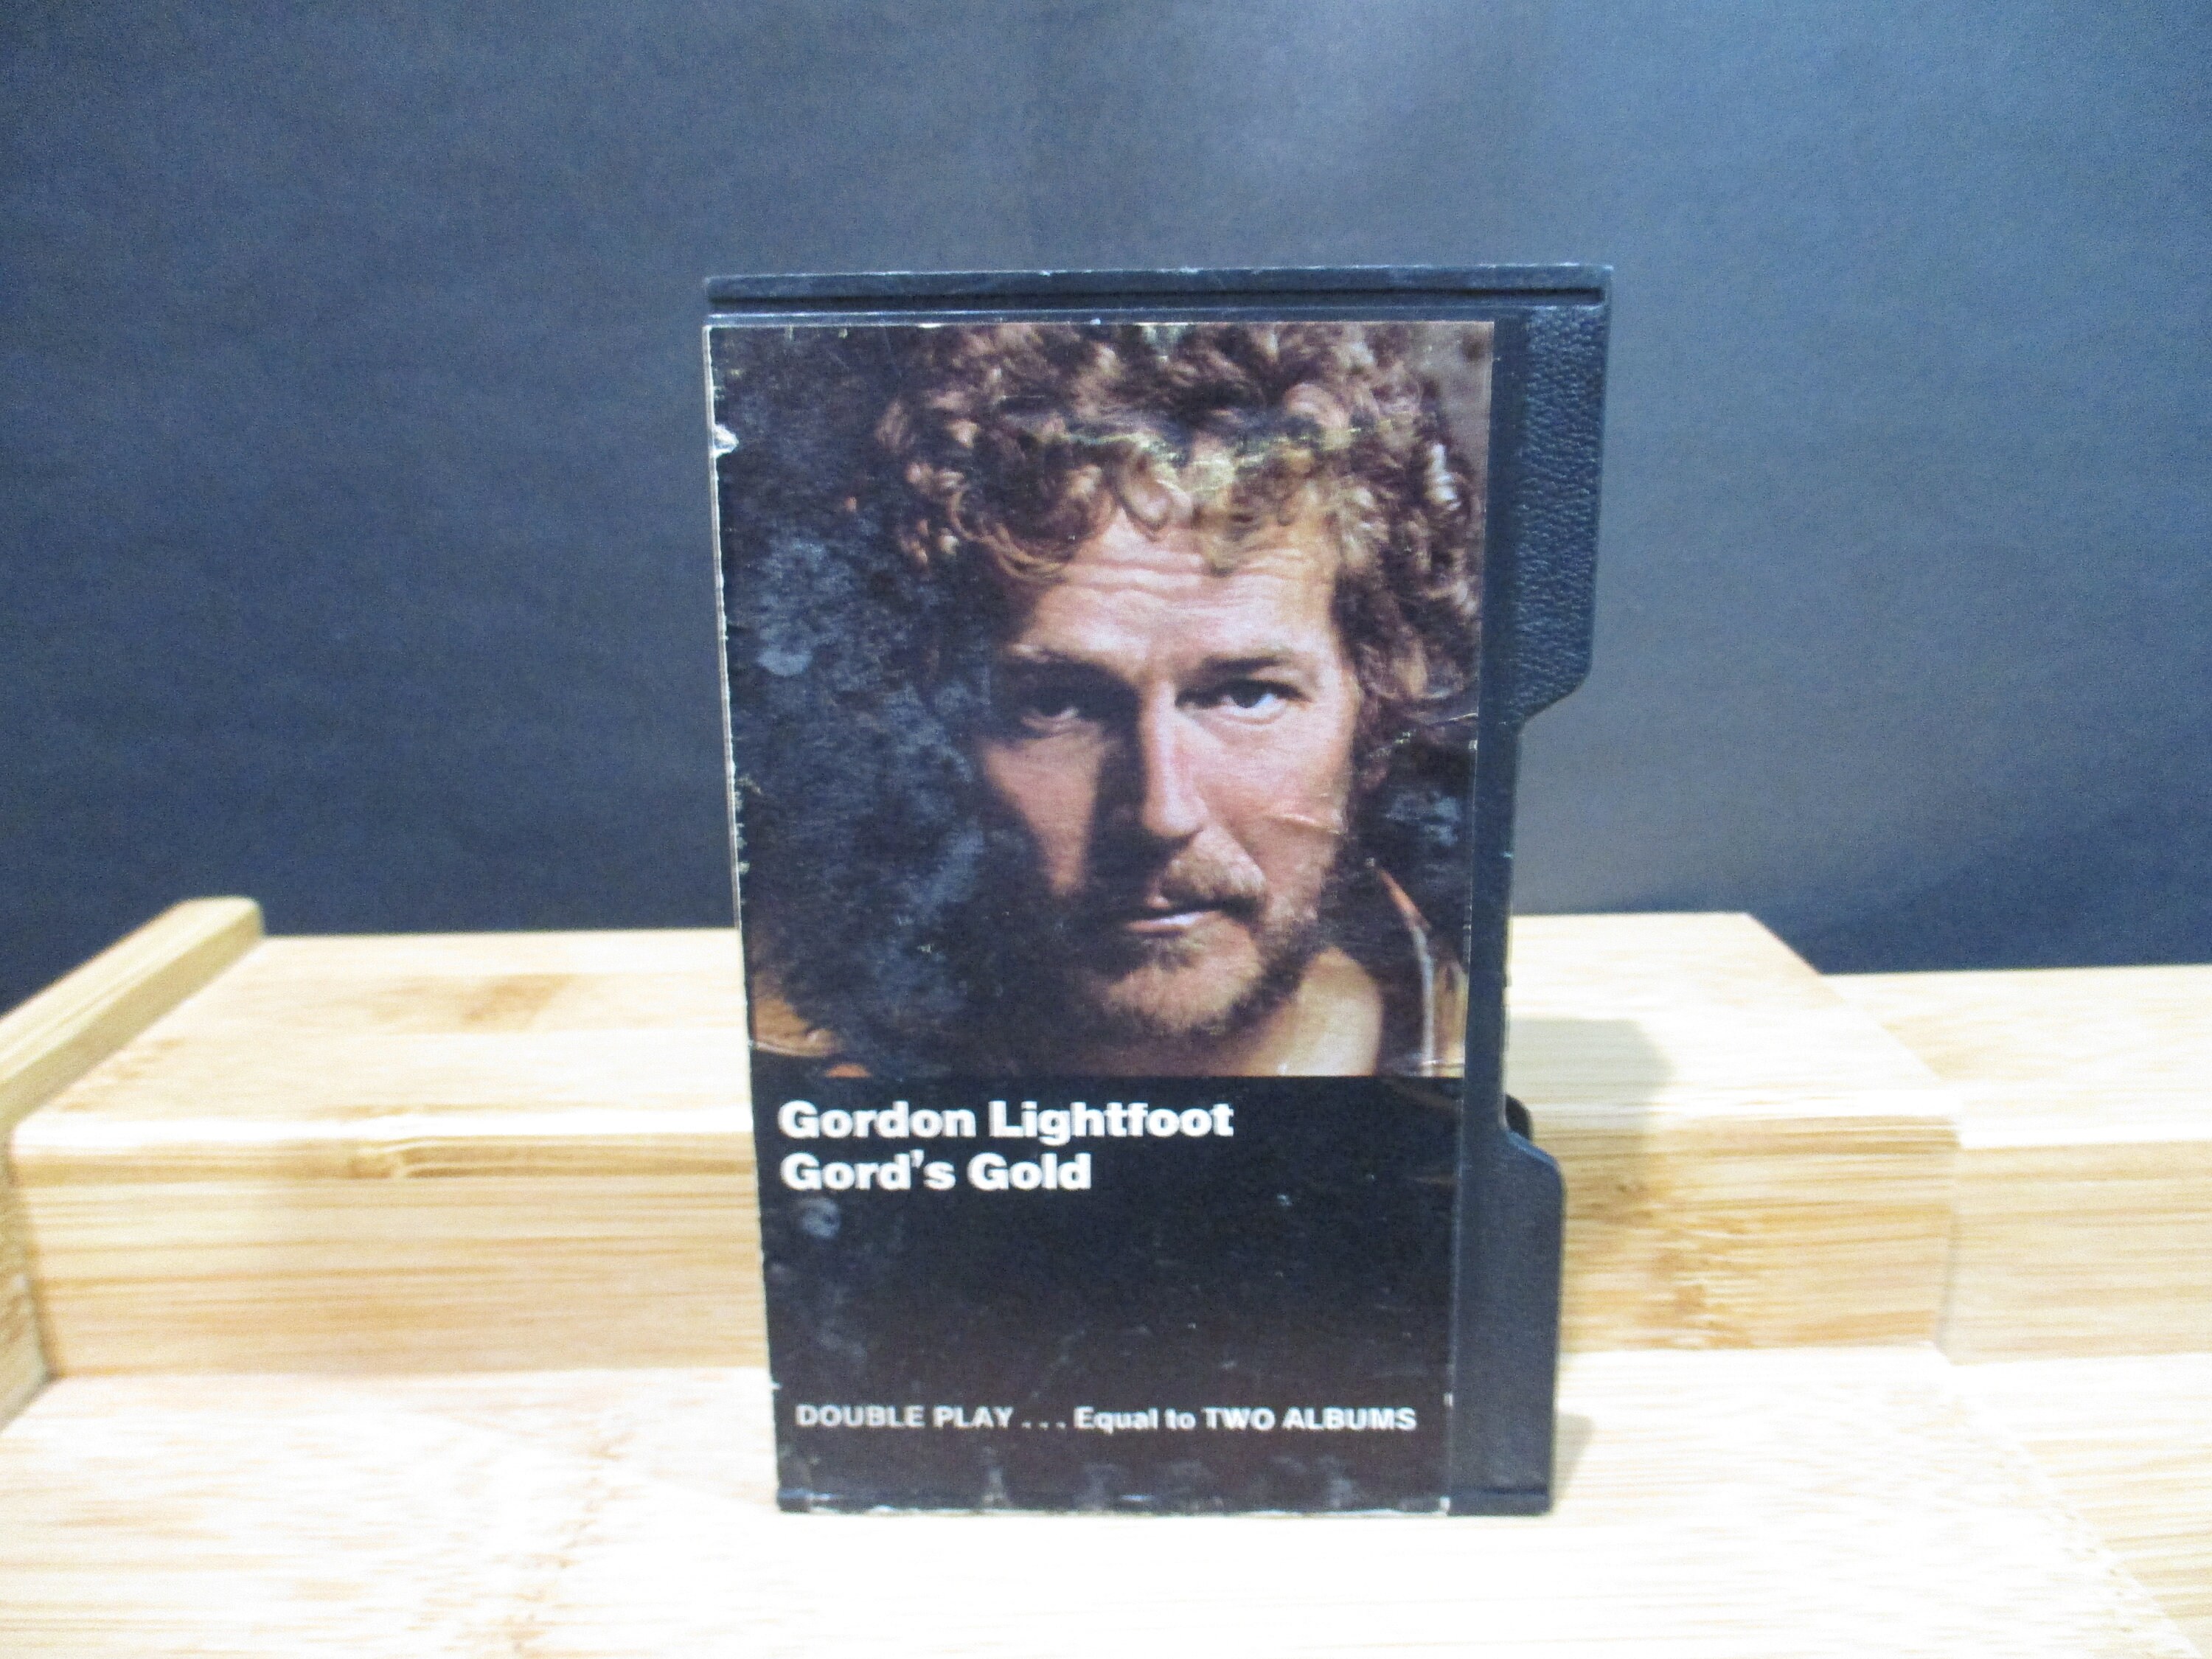 Gordon Lightfoot
Gord's Gold
DOUBLE PLAY . . . Equal to TWO ALBUMS